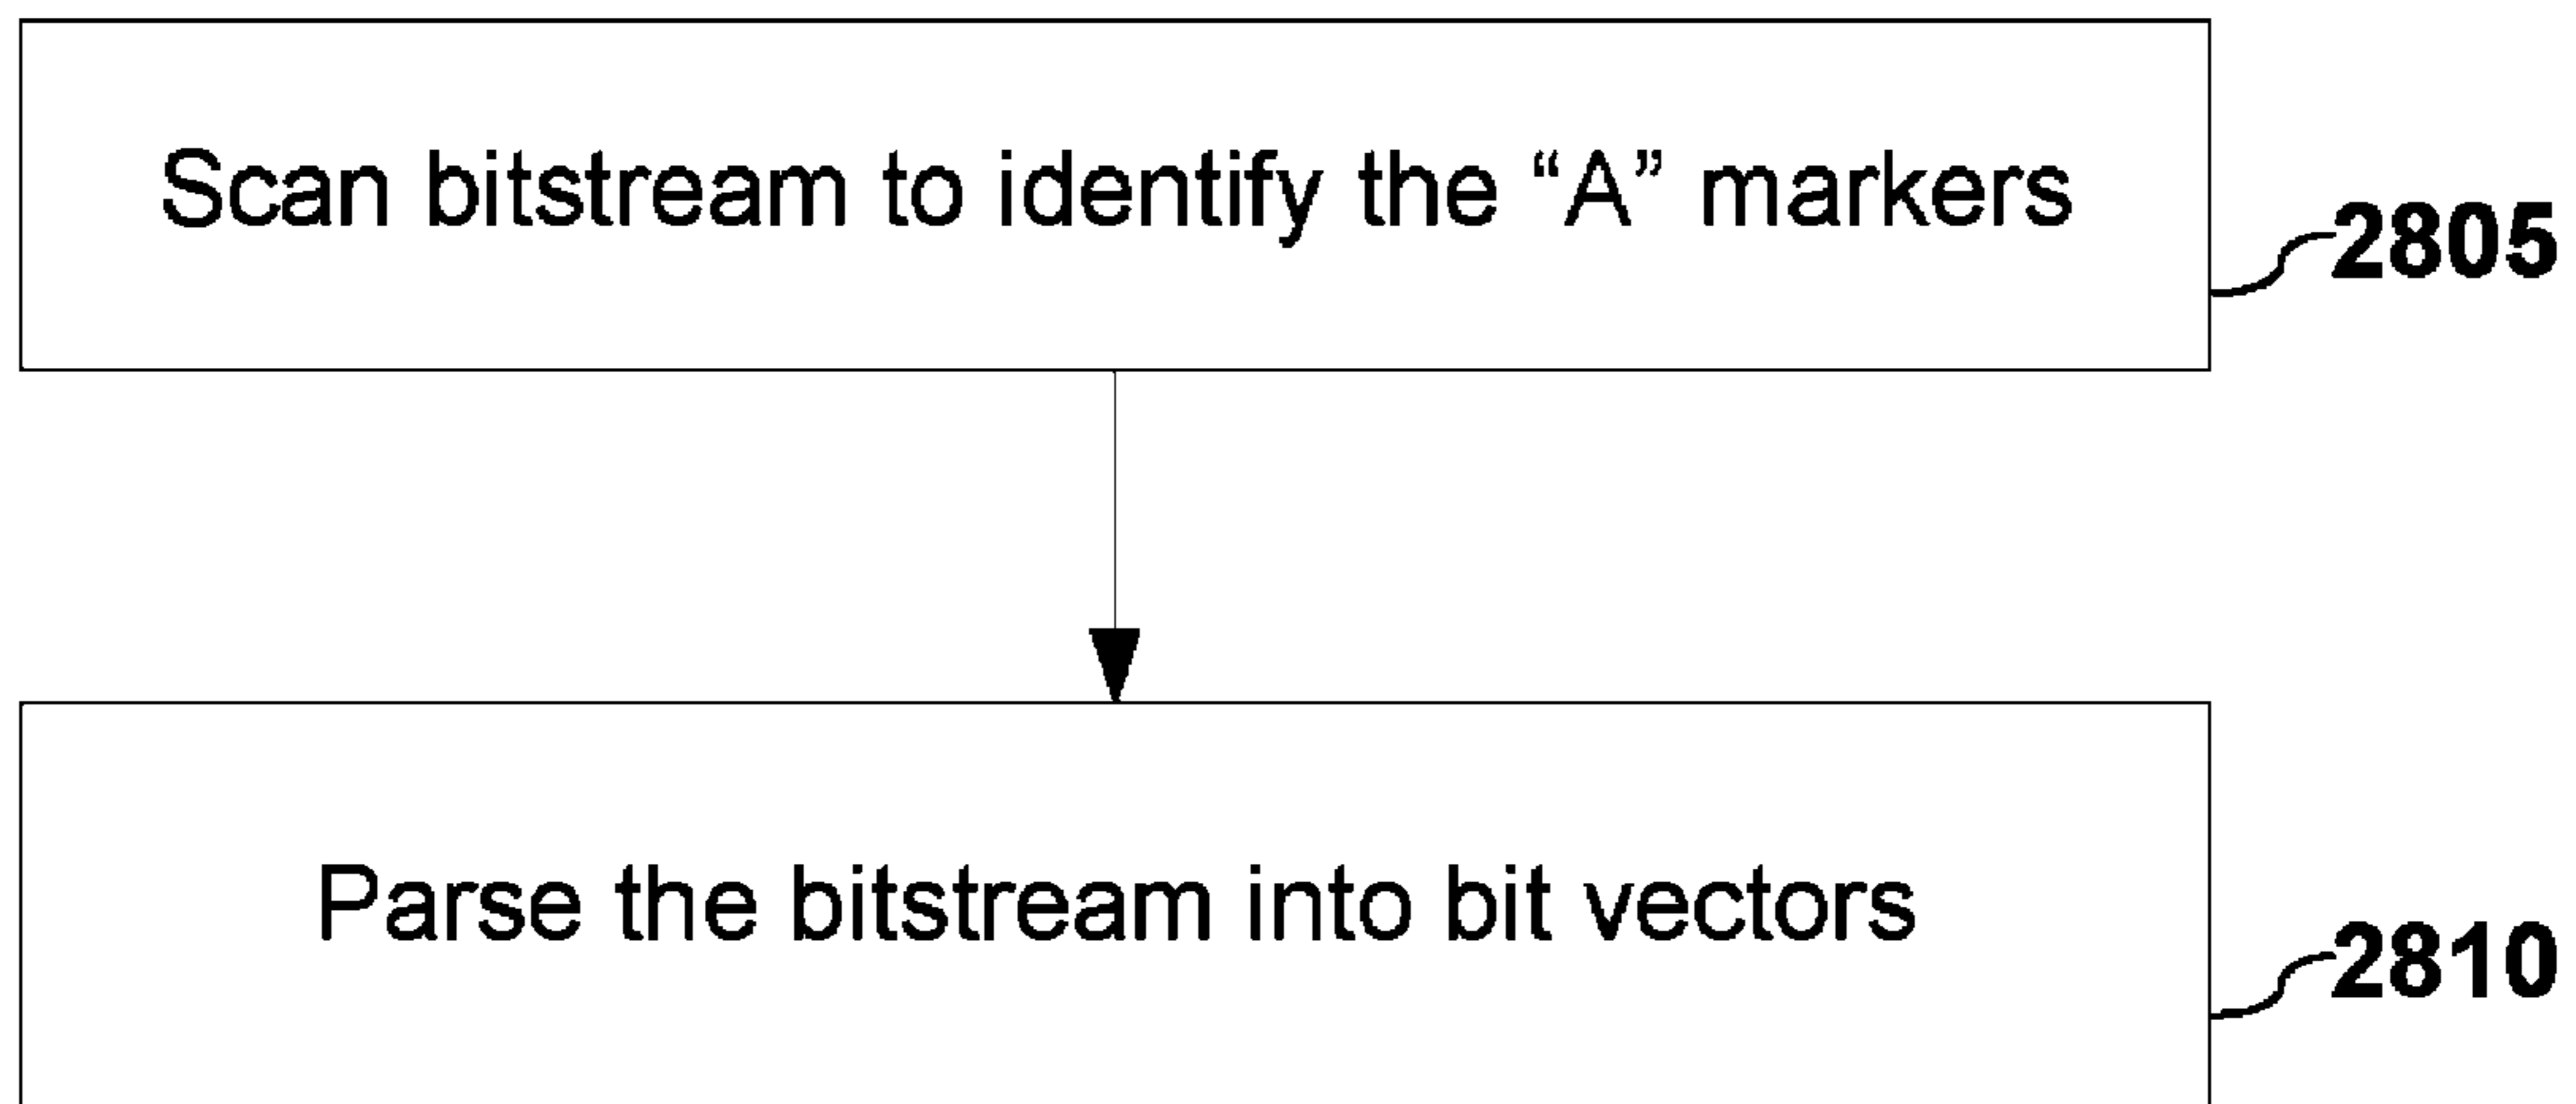 Scan bitstream to identify the “A” markers
2805
Parse the bitstream into bit vectors
2810